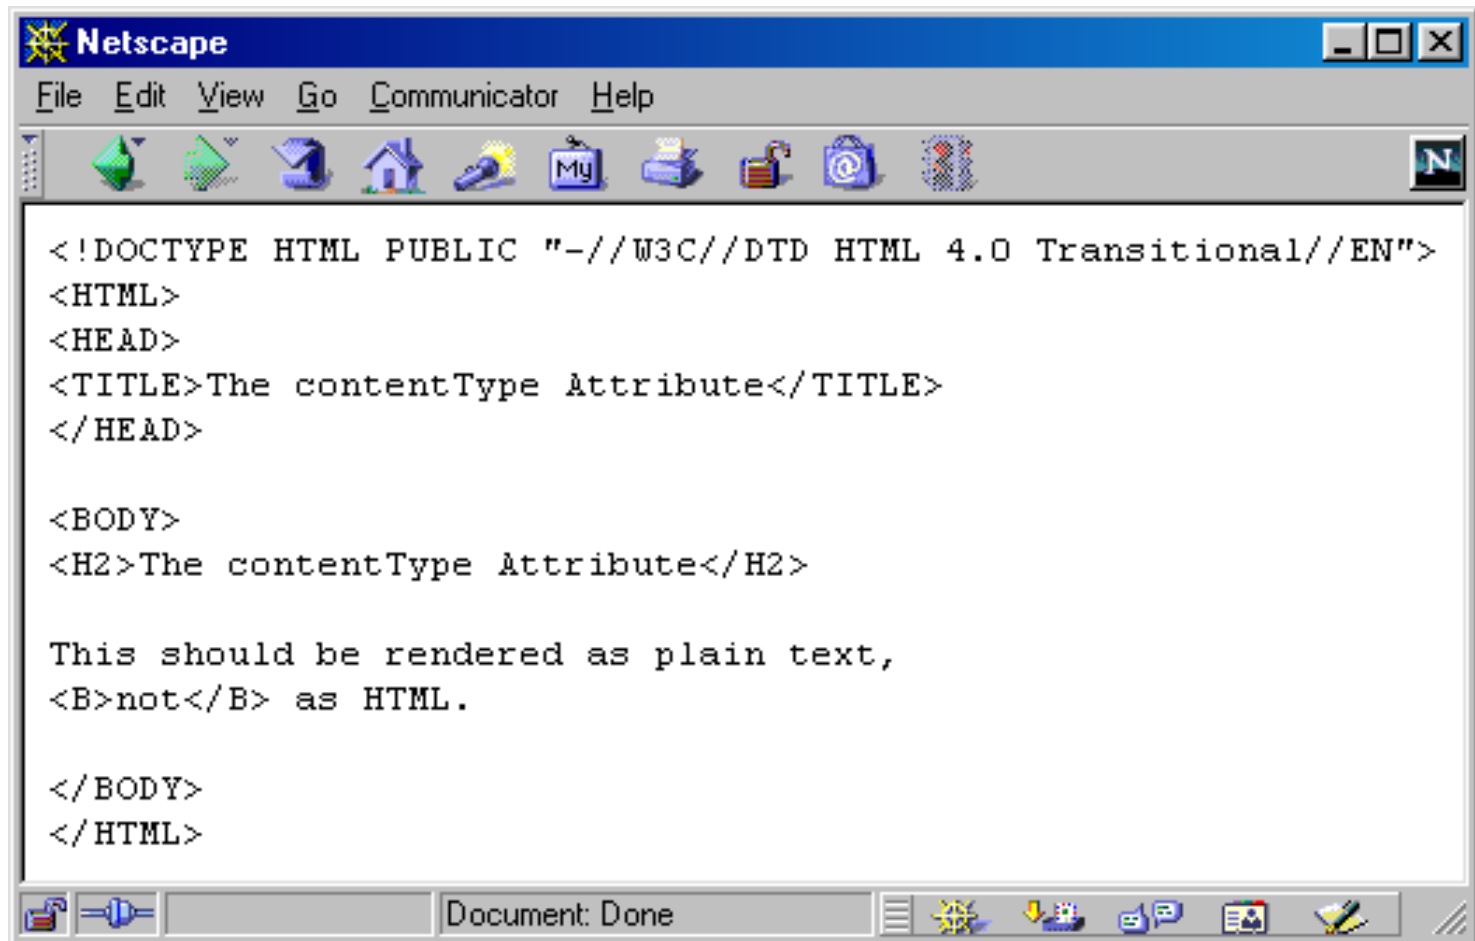 Netscape
File Edit View Go Communicator Help
My @ N
<!DOCTYPE HTML PUBLIC "-//W3C//DTD HTML 4.0 Transitional//EN">
<HTML>
<HEAD>
<TITLE>The contentType Attribute</TITLE>
</HEAD>
<BODY>
<H2>The contentType Attribute</H2>
This should be rendered as plain text,
<B>not</B> as HTML.
</BODY>
</HTML>
Document: Done